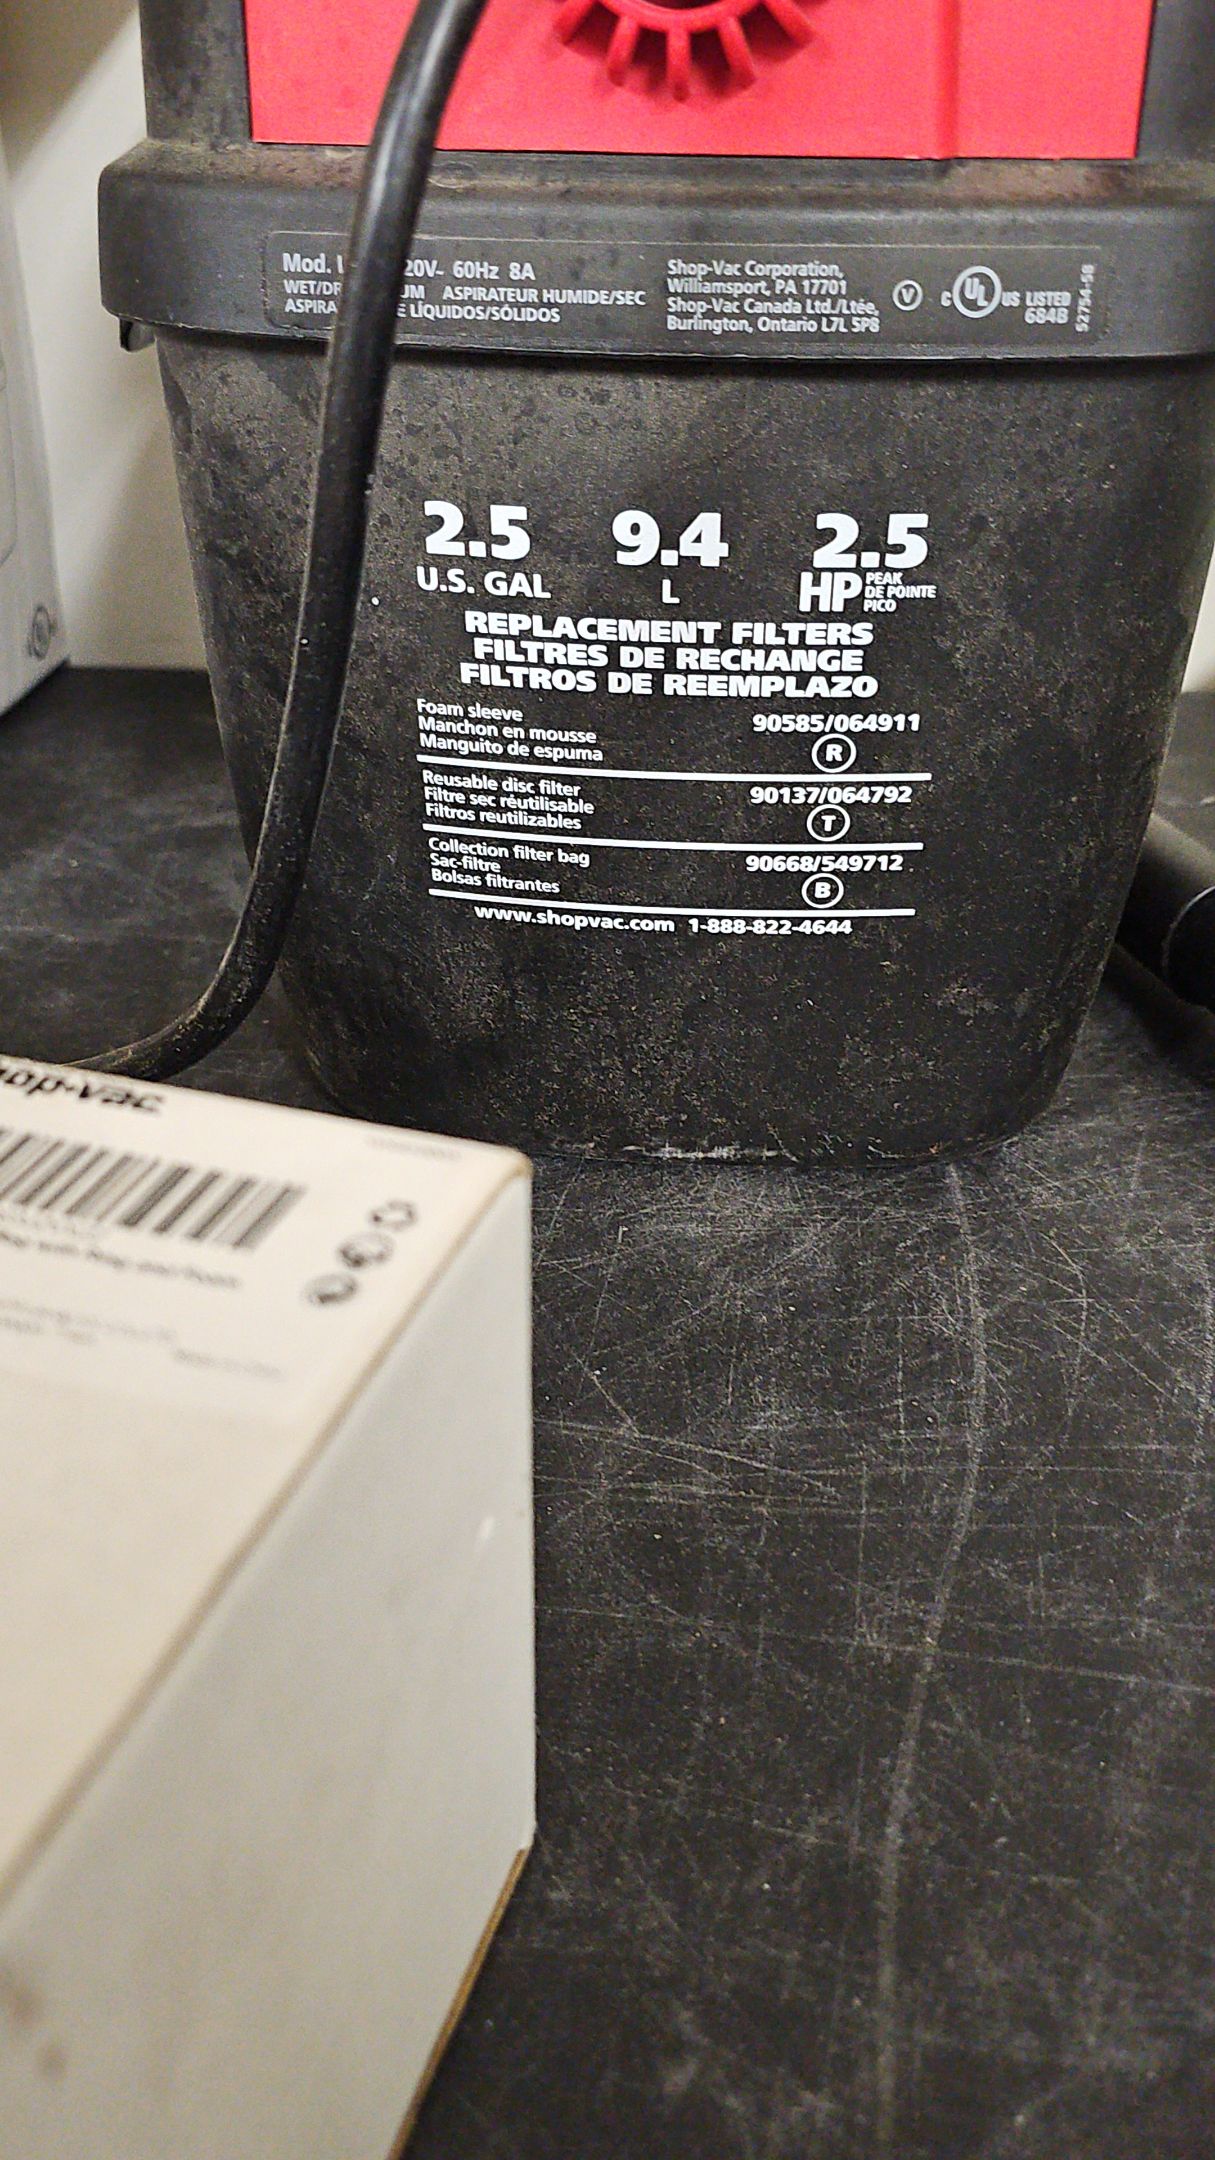 Mod. 20V~ 60Hz 8A
ASPIRATEUR HUMIDE/SEC
LÍQUIDOS/SÓLIDOS
Shop-Vac Corporation,
Williamsport, PA 17701
Shop-Vac Canada Ltd./Ltée,
Burlington, Ontario L7L 5P8
V
C UL US LISTED
684B
52754-58
2.5 9.4 2.5
U.S. GAL L HP PEAK
DE POINTE
PICO
REPLACEMENT FILTERS
FILTRES DE RECHANGE
FILTROS DE REEMPLAZO
Foam sleeve 90585/064911
Manchon en mousse
Manguito de espuma R
Reusable disc filter 90137/064792
Filtre sec réutilisable
Filtros reutilizables T
Collection filter bag 90668/549712
Sac-filtre
Bolsas filtrantes B
www.shopvac.com 1-888-822-4644